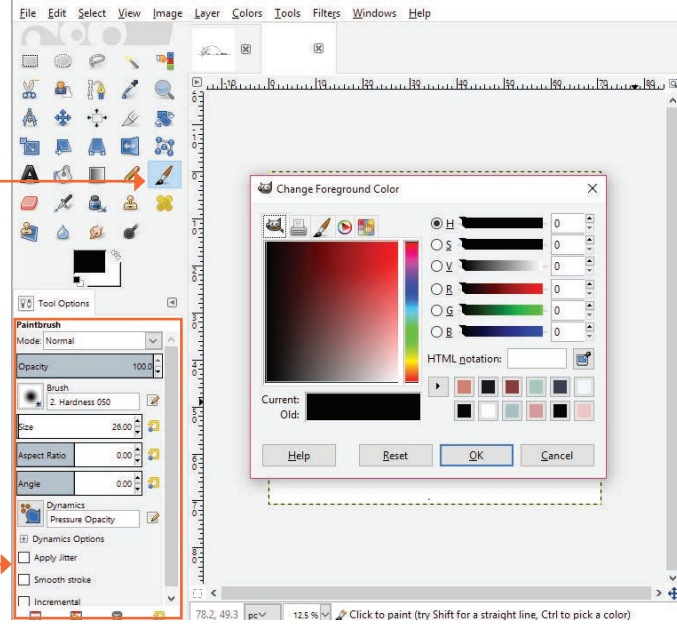 File Edit Select View Image Layer Colors Tools Filters Windows Help
Tool Options
Paintbrush
Mode: Normal
Opacity 100.0
Brush
2. Hardness 050
Size 26.00
Aspect Ratio 0.00
Angle 0.00
Dynamics
Pressure Opacity
Dynamics Options
Apply Jitter
Smooth stroke
Incremental
Change Foreground Color
H 0
S 0
V 0
R 0
G 0
B 0
HTML notation:
Current:
Old:
Help Reset OK Cancel
78.2, 49.3 pc 12.5 % Click to paint (try Shift for a straight line, Ctrl to pick a color)